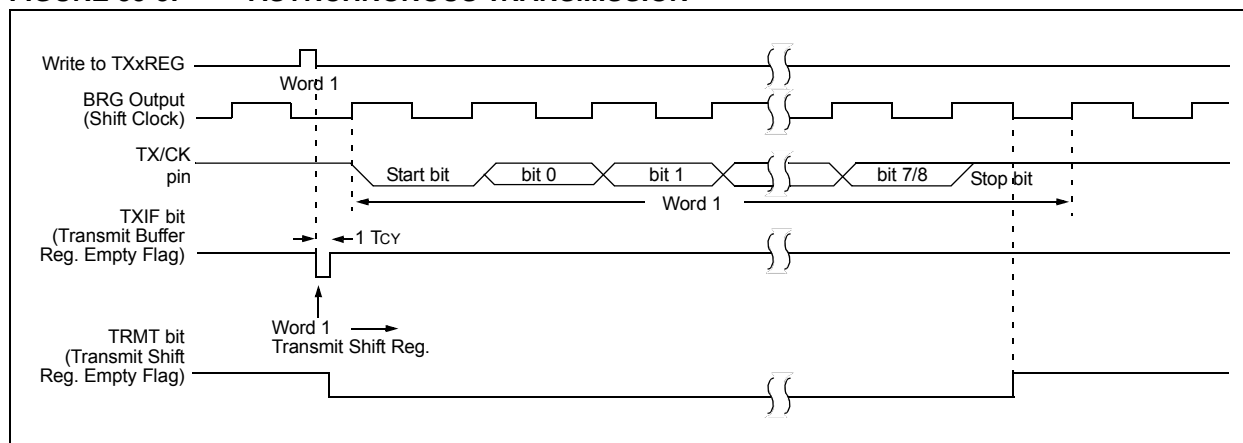 Write to TXxREG
Word 1
BRG Output
(Shift Clock)
TX/CK
pin
Start bit
bit 0
bit 1
bit 7/8
Stop bit
Word 1
TXIF bit
(Transmit Buffer
Reg. Empty Flag)
1 TCY
Word 1
Transmit Shift Reg.
TRMT bit
(Transmit Shift
Reg. Empty Flag)